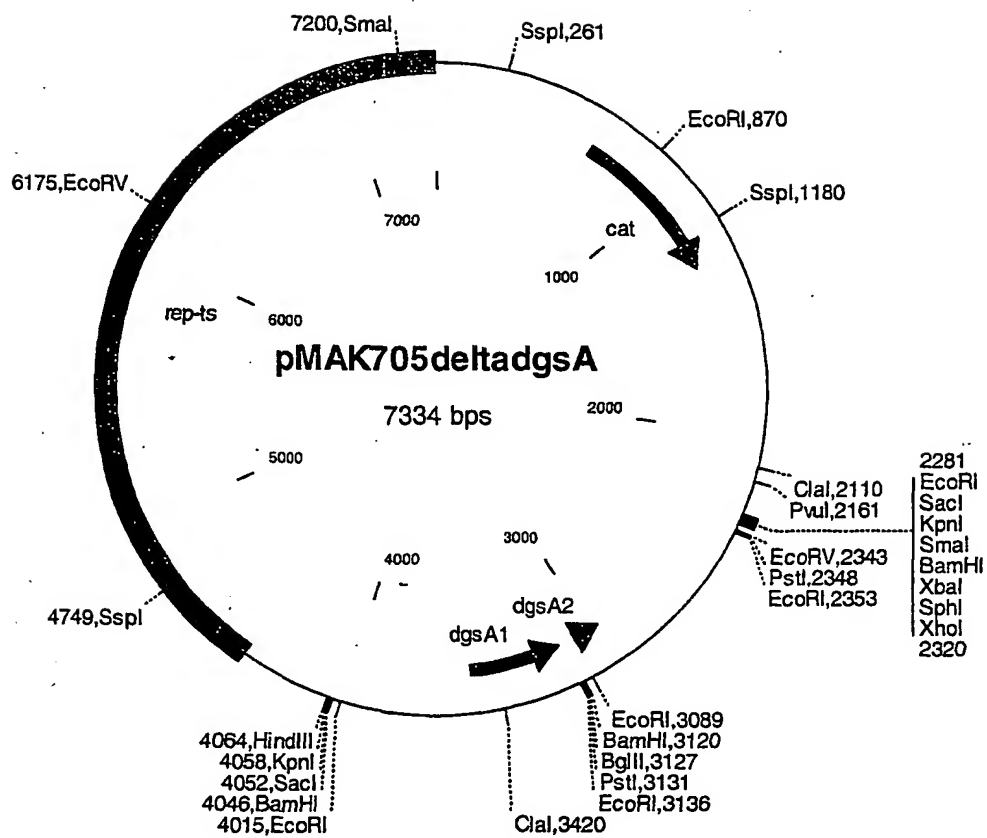 7200,SmaI
SspI,261
EcoRI,870
6175,EcoRV
SspI,1180
7000
cat
1000
rep-ts
6000
pMAK705deltadgsA
7334 bps
2000
5000
ClaI,2110
PvuI,2161
2281
EcoRI
SacI
KpnI
SmaI
BamHI
XbaI
SphI
XhoI
2320
3000
EcoRV,2343
PstI,2348
EcoRI,2353
4000
4749,SspI
dgsA2
dgsA1
EcoRI,3089
BamHI,3120
BglII,3127
PstI,3131
EcoRI,3136
4064,HindIII
4058,KpnI
4052,SacI
4046,BamHI
4015,EcoRI
ClaI,3420